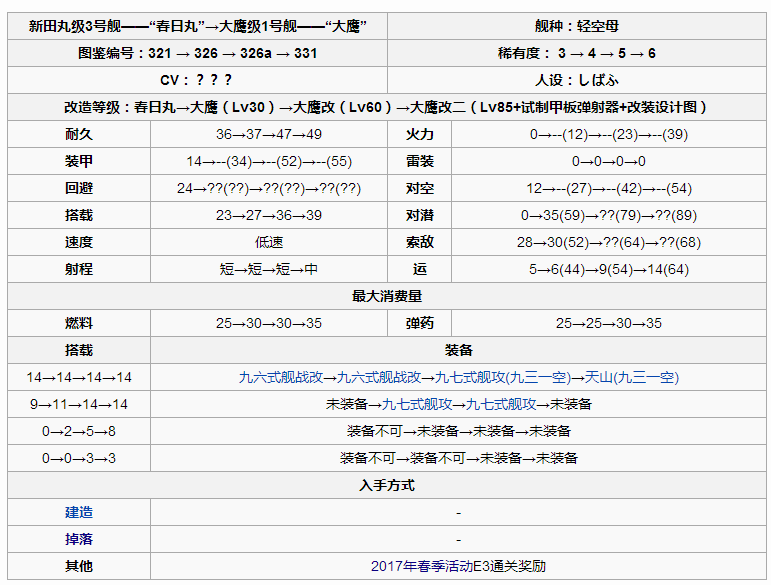 新田丸级3号舰——“春日丸”→大鹰级1号舰——“大鹰” 舰种：轻空母
图鉴编号：321 → 326 → 326a → 331 稀有度： 3 → 4 → 5 → 6
CV：？？？ 人设：しばふ
改造等级：春日丸→大鹰（Lv30）→大鹰改（Lv60）→大鹰改二（Lv85+试制甲板弹射器+改装设计图）
耐久 36→37→47→49 火力 0→--(12)→--(23)→--(39)
装甲 14→--(34)→--(52)→--(55) 雷装 0→0→0→0
回避 24→??(??)→??(??)→??(??) 对空 12→--(27)→--(42)→--(54)
搭载 23→27→36→39 对潜 0→35(59)→??(79)→??(89)
速度 低速 索敌 28→30(52)→??(64)→??(68)
射程 短→短→短→中 运 5→6(44)→9(54)→14(64)
最大消费量
燃料 25→30→30→35 弹药 25→25→30→35
搭载 装备
14→14→14→14 九六式舰战改→九六式舰战改→九七式舰攻(九三一空)→天山(九三一空)
9→11→14→14 未装备→九七式舰攻→九七式舰攻→未装备
0→2→5→8 装备不可→未装备→未装备→未装备
0→0→3→3 装备不可→装备不可→未装备→未装备
入手方式
建造 -
掉落 -
其他 2017年春季活动E3通关奖励